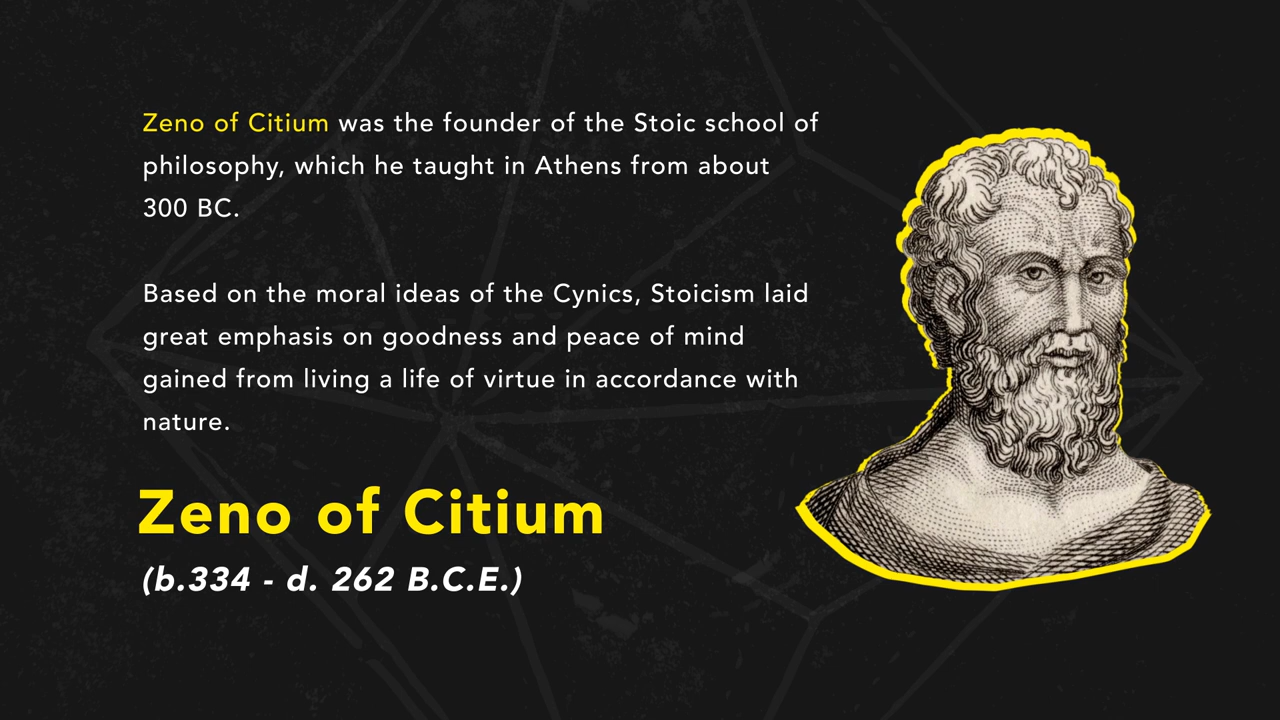 Zeno of Citium was the founder of the Stoic school of
philosophy, which he taught in Athens from about
300 BC.
Based on the moral ideas of the Cynics, Stoicism laid
great emphasis on goodness and peace of mind
gained from living a life of virtue in accordance with
nature.
Zeno of Citium
(b.334 - d. 262 B.C.E.)